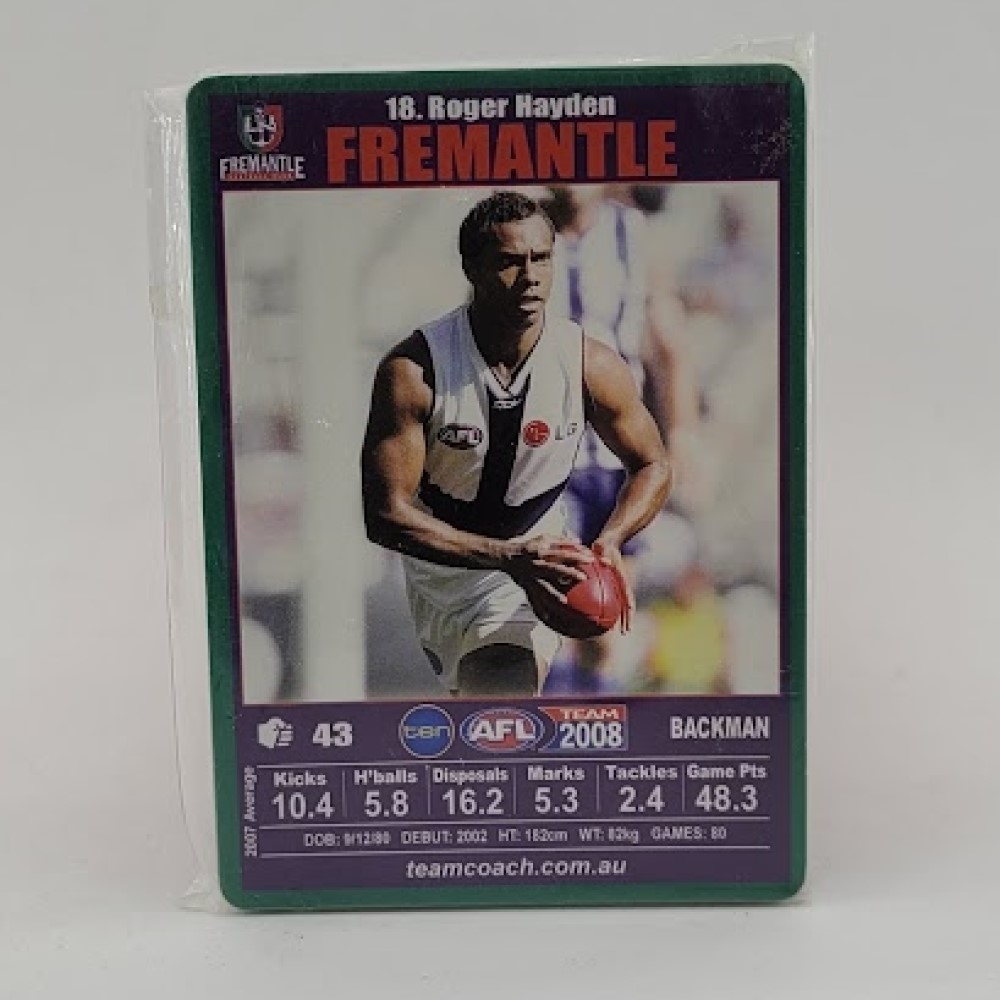 18. Roger Hayden
FREMANTLE
FREMANTLE
AFL
LG
43
ten
AFL
TEAM
2008
BACKMAN
2007 Average
Kicks H'balls Disposals Marks Tackles Game Pts
10.4 5.8 16.2 5.3 2.4 48.3
DOB: 9/12/80 DEBUT: 2002 HT: 182cm WT: 82kg GAMES: 80
teamcoach.com.au